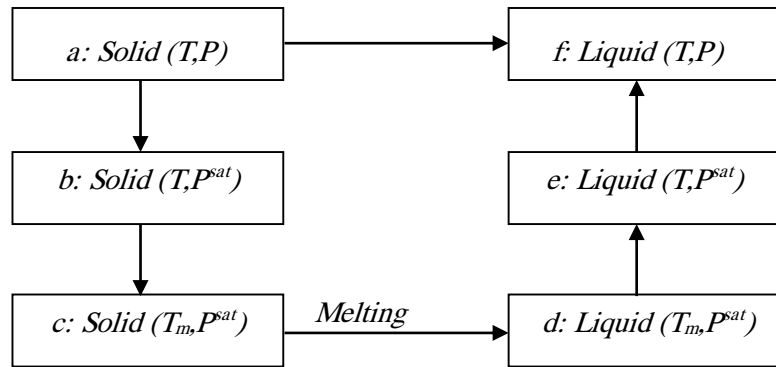 a: Solid (T,P)
f: Liquid (T,P)
b: Solid (T,P^sat)
e: Liquid (T,P^sat)
c: Solid (T_m,P^sat)
Melting
d: Liquid (T_m,P^sat)